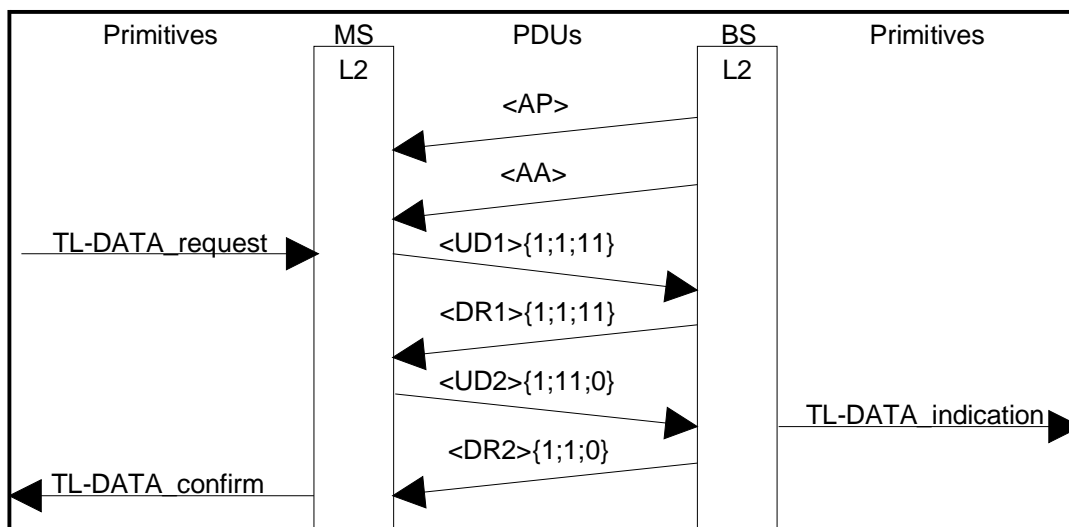 Primitives MS PDUs BS Primitives
L2 L2
<AP>
<AA>
TL-DATA_request <UD1>{1;1;11}
<DR1>{1;1;11}
<UD2>{1;11;0}
TL-DATA_indication
<DR2>{1;1;0}
TL-DATA_confirm